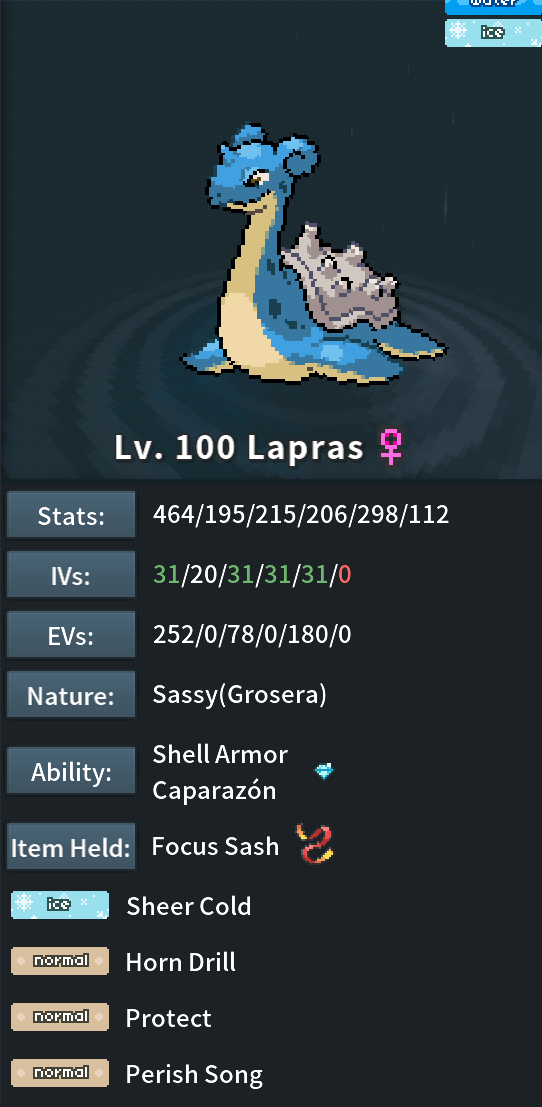 water
ice
Lv. 100 Lapras ♀
Stats: 464/195/215/206/298/112
IVs: 31/20/31/31/31/0
EVs: 252/0/78/0/180/0
Nature: Sassy(Grosera)
Ability: Shell Armor
Caparazón
Item Held: Focus Sash
ice Sheer Cold
normal Horn Drill
normal Protect
normal Perish Song